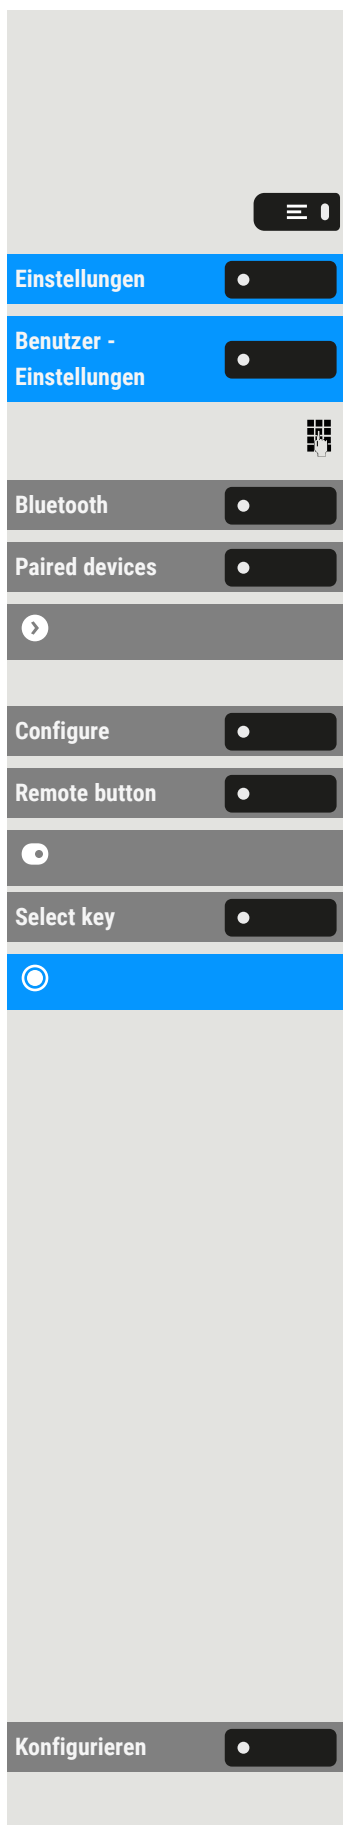 Einstellungen
Benutzer -
Einstellungen
Bluetooth
Paired devices
Configure
Remote button
Select key
Konfigurieren